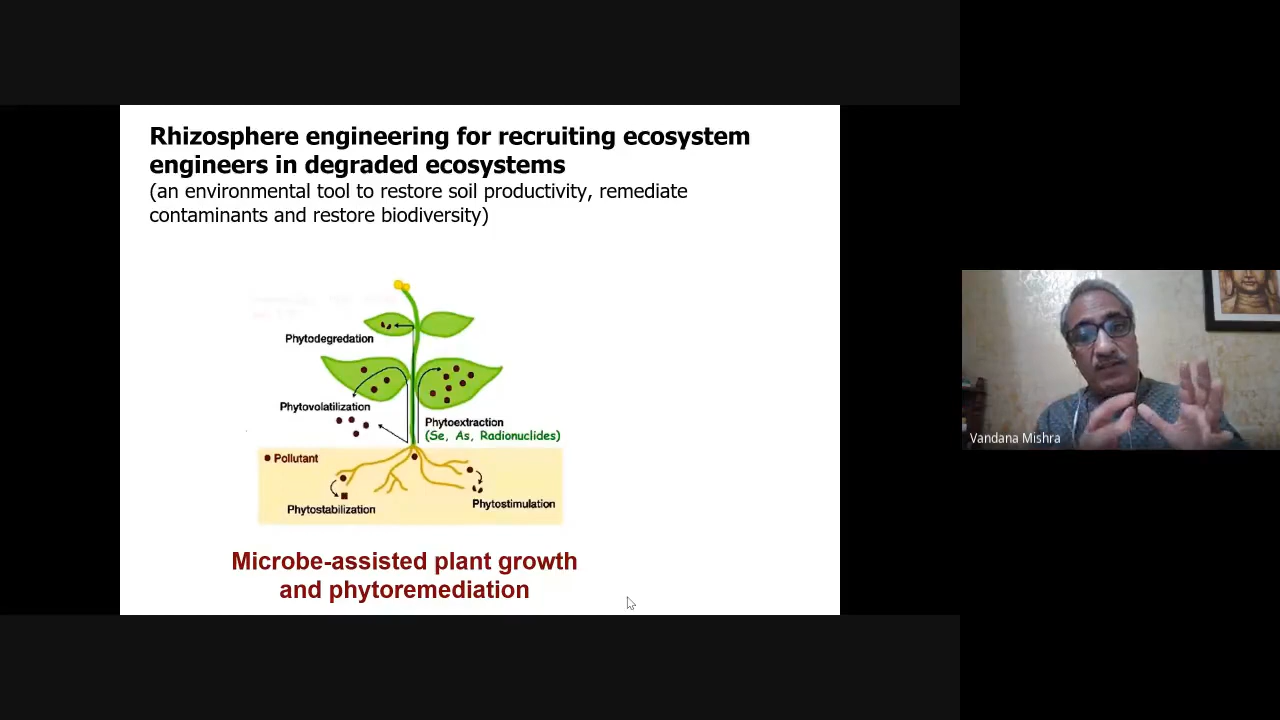 Rhizosphere engineering for recruiting ecosystem
engineers in degraded ecosystems
(an environmental tool to restore soil productivity, remediate
contaminants and restore biodiversity)
Phytodegredation
Phytovolatilization
Phytoextraction
(Se, As, Radionuclides)
Pollutant
Phytostabilization
Phytostimulation
Microbe-assisted plant growth
and phytoremediation
Vandana Mishra